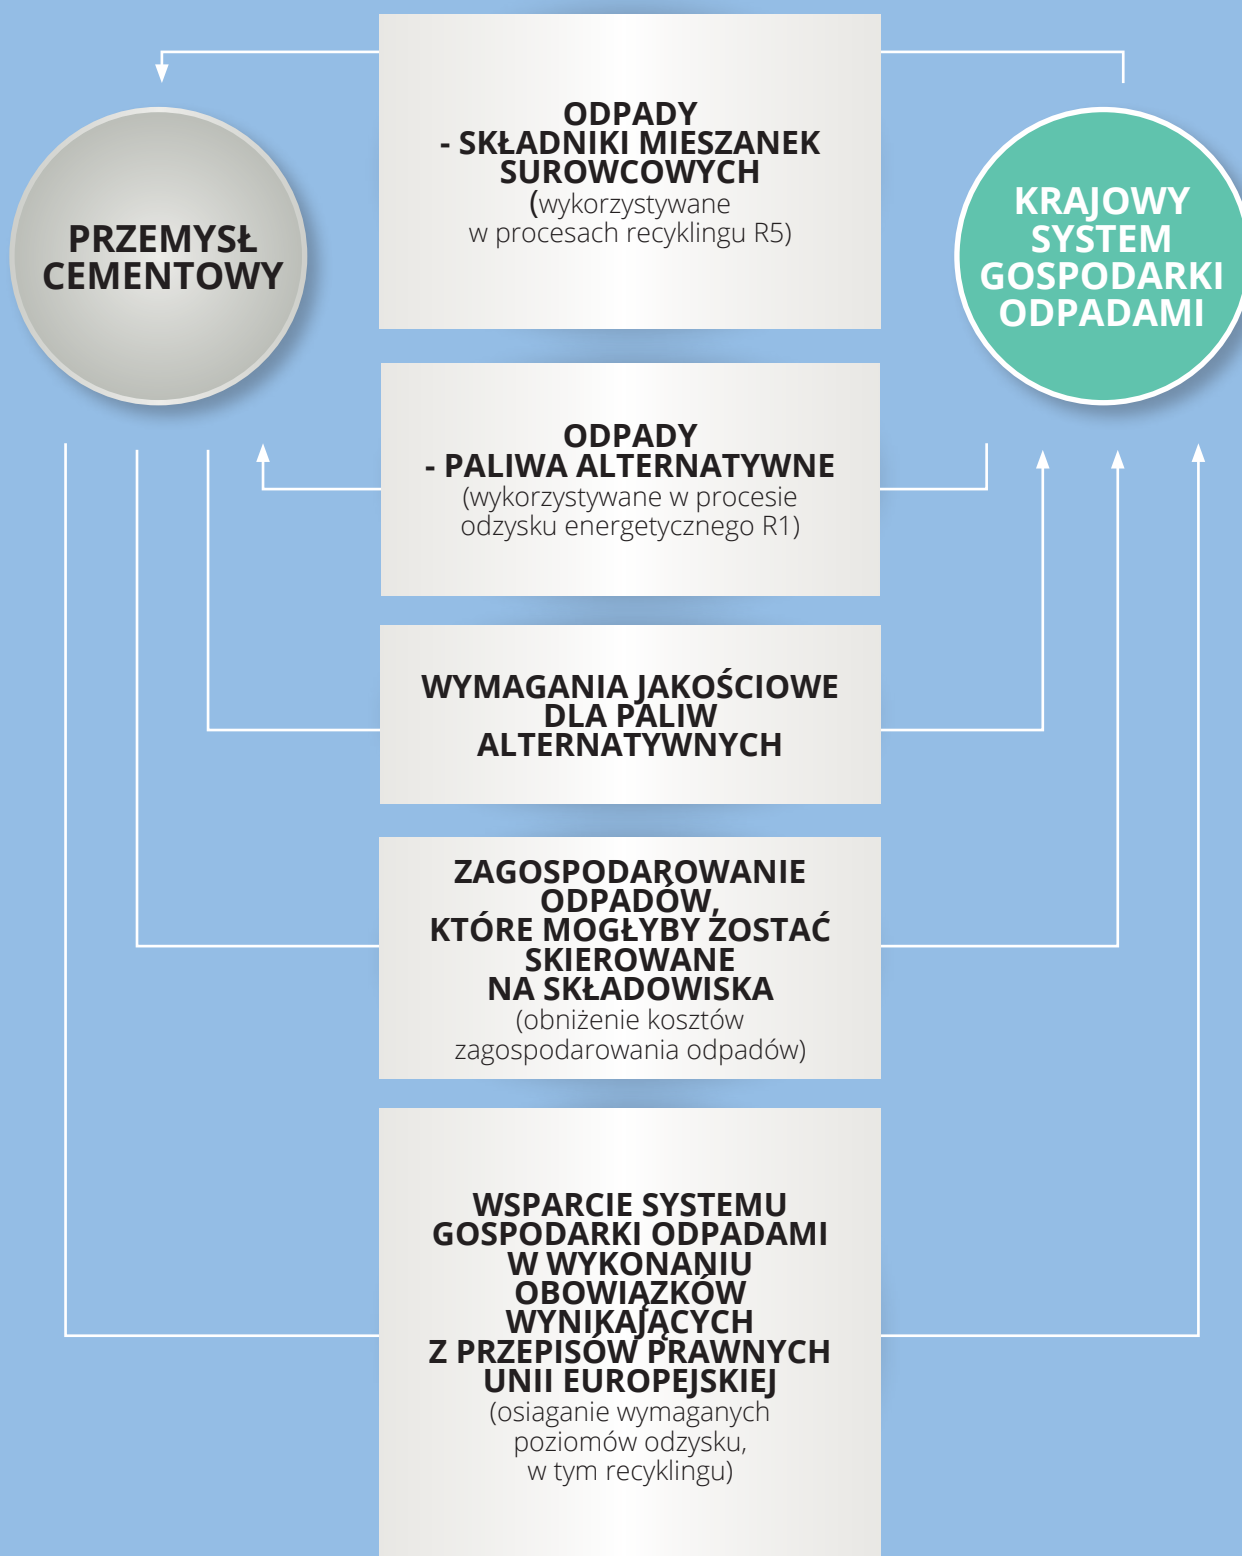 ODPADY
- SKŁADNIKI MIESZANEK
SUROWCOWYCH
(wykorzystywane
w procesach recyklingu R5)
PRZEMYSŁ
CEMENTOWY
KRAJOWY
SYSTEM
GOSPODARKI
ODPADAMI
ODPADY
- PALIWA ALTERNATYWNE
(wykorzystywane w procesie
odzysku energetycznego R1)
WYMAGANIA JAKOŚCIOWE
DLA PALIW
ALTERNATYWNYCH
ZAGOSPODAROWANIE
ODPADÓW,
KTÓRE MOGŁYBY ZOSTAĆ
SKIEROWANE
NA SKŁADOWISKA
(obniżenie kosztów
zagospodarowania odpadów)
WSPARCIE SYSTEMU
GOSPODARKI ODPADAMI
W WYKONANIU
OBOWIĄZKÓW
WYNIKAJĄCYCH
Z PRZEPISÓW PRAWNYCH
UNII EUROPEJSKIEJ
(osiaganie wymaganych
poziomów odzysku,
w tym recyklingu)